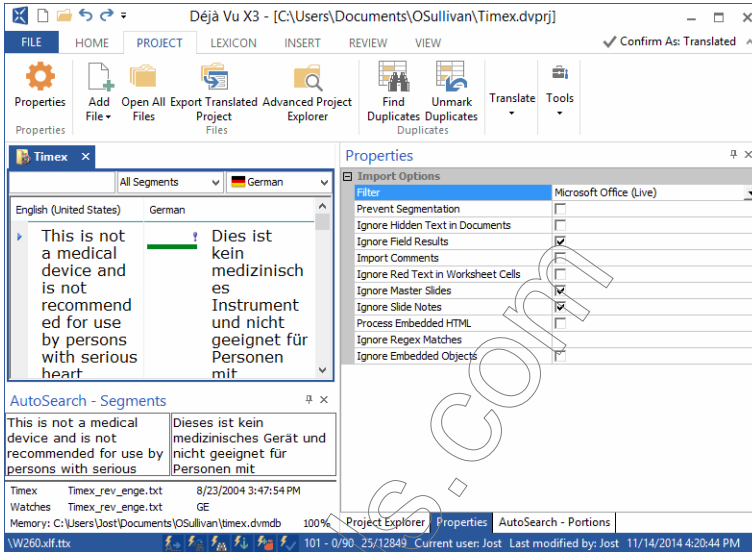 Déjà Vu X3 - [C:\Users\Documents\OSullivan\Timex.dvprj]
FILE HOME PROJECT LEXICON INSERT REVIEW VIEW Confirm As: Translated
Properties Add File Open All Files Export Translated Project Advanced Project Explorer Find Duplicates Unmark Duplicates Translate Tools
Properties Files Duplicates
Timex X
All Segments German
English (United States) German
This is not
a medical
device and
is not
recommend
ed for use
by persons
with serious
heart
Dies ist
kein
medizinisch
es
Instrument
und nicht
geeignet für
Personen
mit
Properties
Import Options
Filter Microsoft Office (Live)
Prevent Segmentation
Ignore Hidden Text in Documents
Ignore Field Results
Import Comments
Ignore Red Text in Worksheet Cells
Ignore Master Slides
Ignore Slide Notes
Process Embedded HTML
Ignore Regex Matches
Ignore Embedded Objects
AutoSearch - Segments
This is not a medical
device and is not
recommended for use by
persons with serious
Dieses ist kein
medizinisches Gerät und
nicht geeignet für
Personen mit
Timex Timex_rev_enge.txt 8/23/2004 3:47:54 PM
Watches Timex_rev_enge.txt GE
Memory: C:\Users\Jost\Documents\OSullivan\timex.dvmdb 100%
Project Explorer Properties AutoSearch - Portions
\W260.xlf.ttx 101 - 0/90 25/12849 Current user: Jost Last modified by: Jost 11/14/2014 4:20:44 PM
s.com